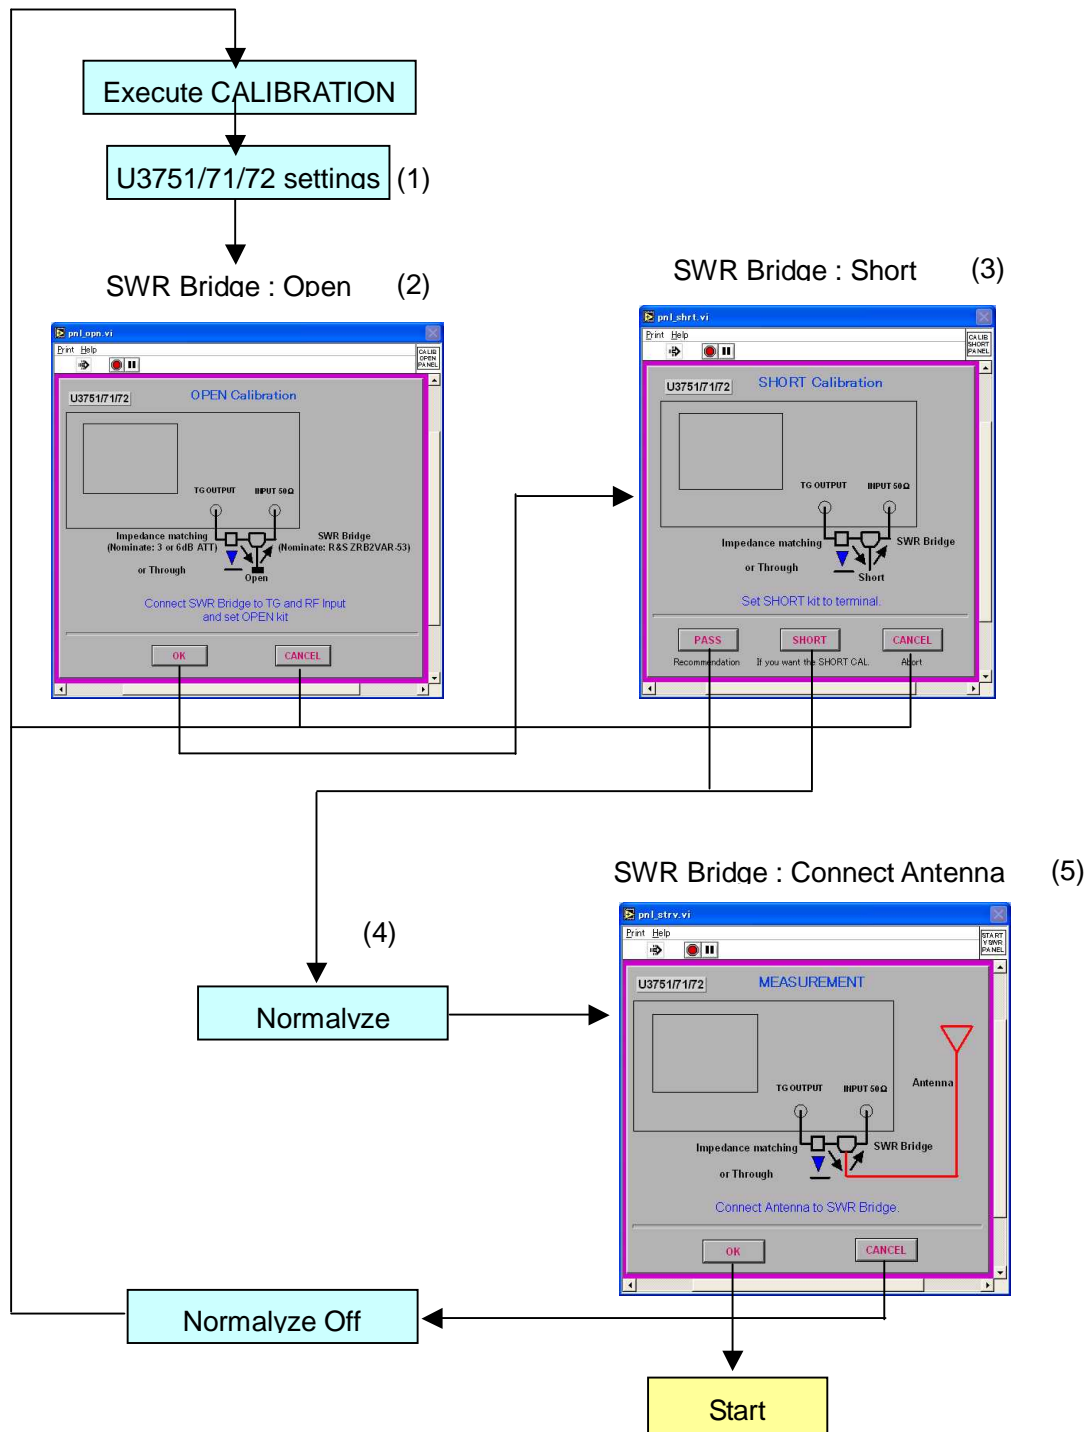 Execute CALIBRATION
U3751/71/72 settings (1)
SWR Bridge : Open (2)
pnl_opn.vi
Print Help
CALIB
OPEN
PANEL
U3751/71/72
OPEN Calibration
TG OUTPUT INPUT 50Ω
Impedance matching
(Nominate: 3 or 6dB ATT)
SWR Bridge
(Nominate: R&S ZRB2VAR-53)
or Through
Open
Connect SWR Bridge to TG and RF Input
and set OPEN kit
OK CANCEL
SWR Bridge : Short (3)
pnl_shrt.vi
Print Help
CALIB
SHORT
PANEL
U3751/71/72
SHORT Calibration
TG OUTPUT INPUT 50Ω
Impedance matching SWR Bridge
or Through
Short
Set SHORT kit to terminal.
PASS SHORT CANCEL
Recommendation If you want the SHORT CAL. Abort
(4)
Normalyze
SWR Bridge : Connect Antenna (5)
pnl_strv.vi
Print Help
START
VSWR
PANEL
U3751/71/72
MEASUREMENT
TG OUTPUT INPUT 50Ω
Antenna
Impedance matching SWR Bridge
or Through
Connect Antenna to SWR Bridge.
OK CANCEL
Normalyze Off
Start